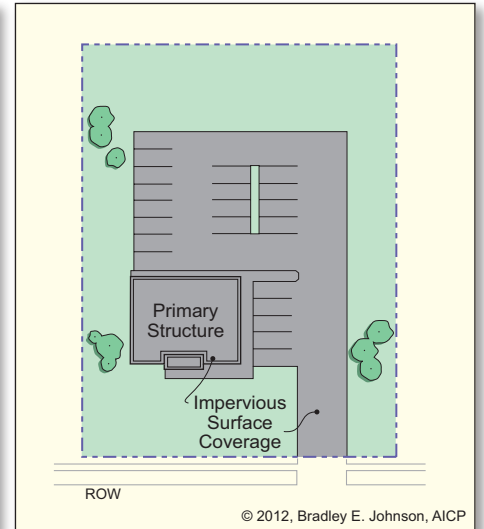 Primary
Structure
Impervious
Surface
Coverage
ROW
© 2012, Bradley E. Johnson, AICP